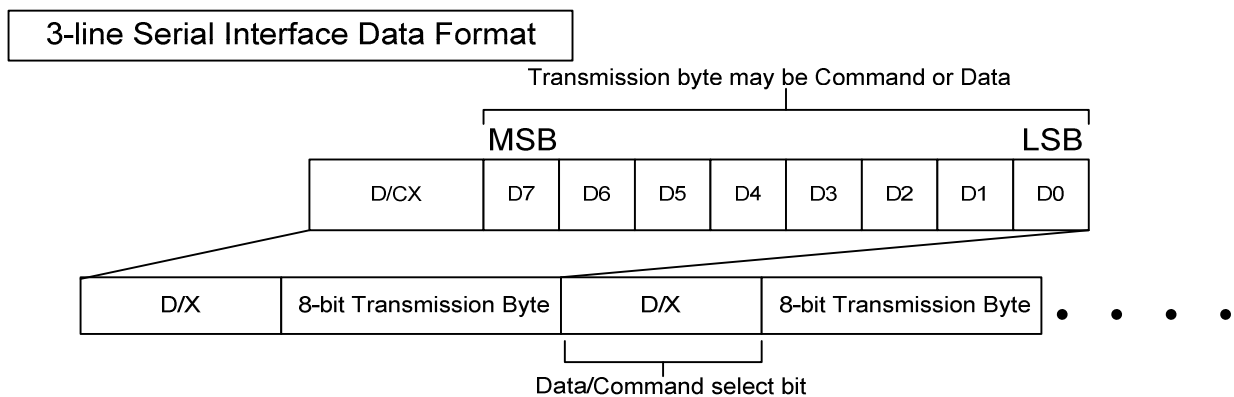 3-line Serial Interface Data Format
Transmission byte may be Command or Data
MSB LSB
D/CX D7 D6 D5 D4 D3 D2 D1 D0
D/X 8-bit Transmission Byte D/X 8-bit Transmission Byte
Data/Command select bit